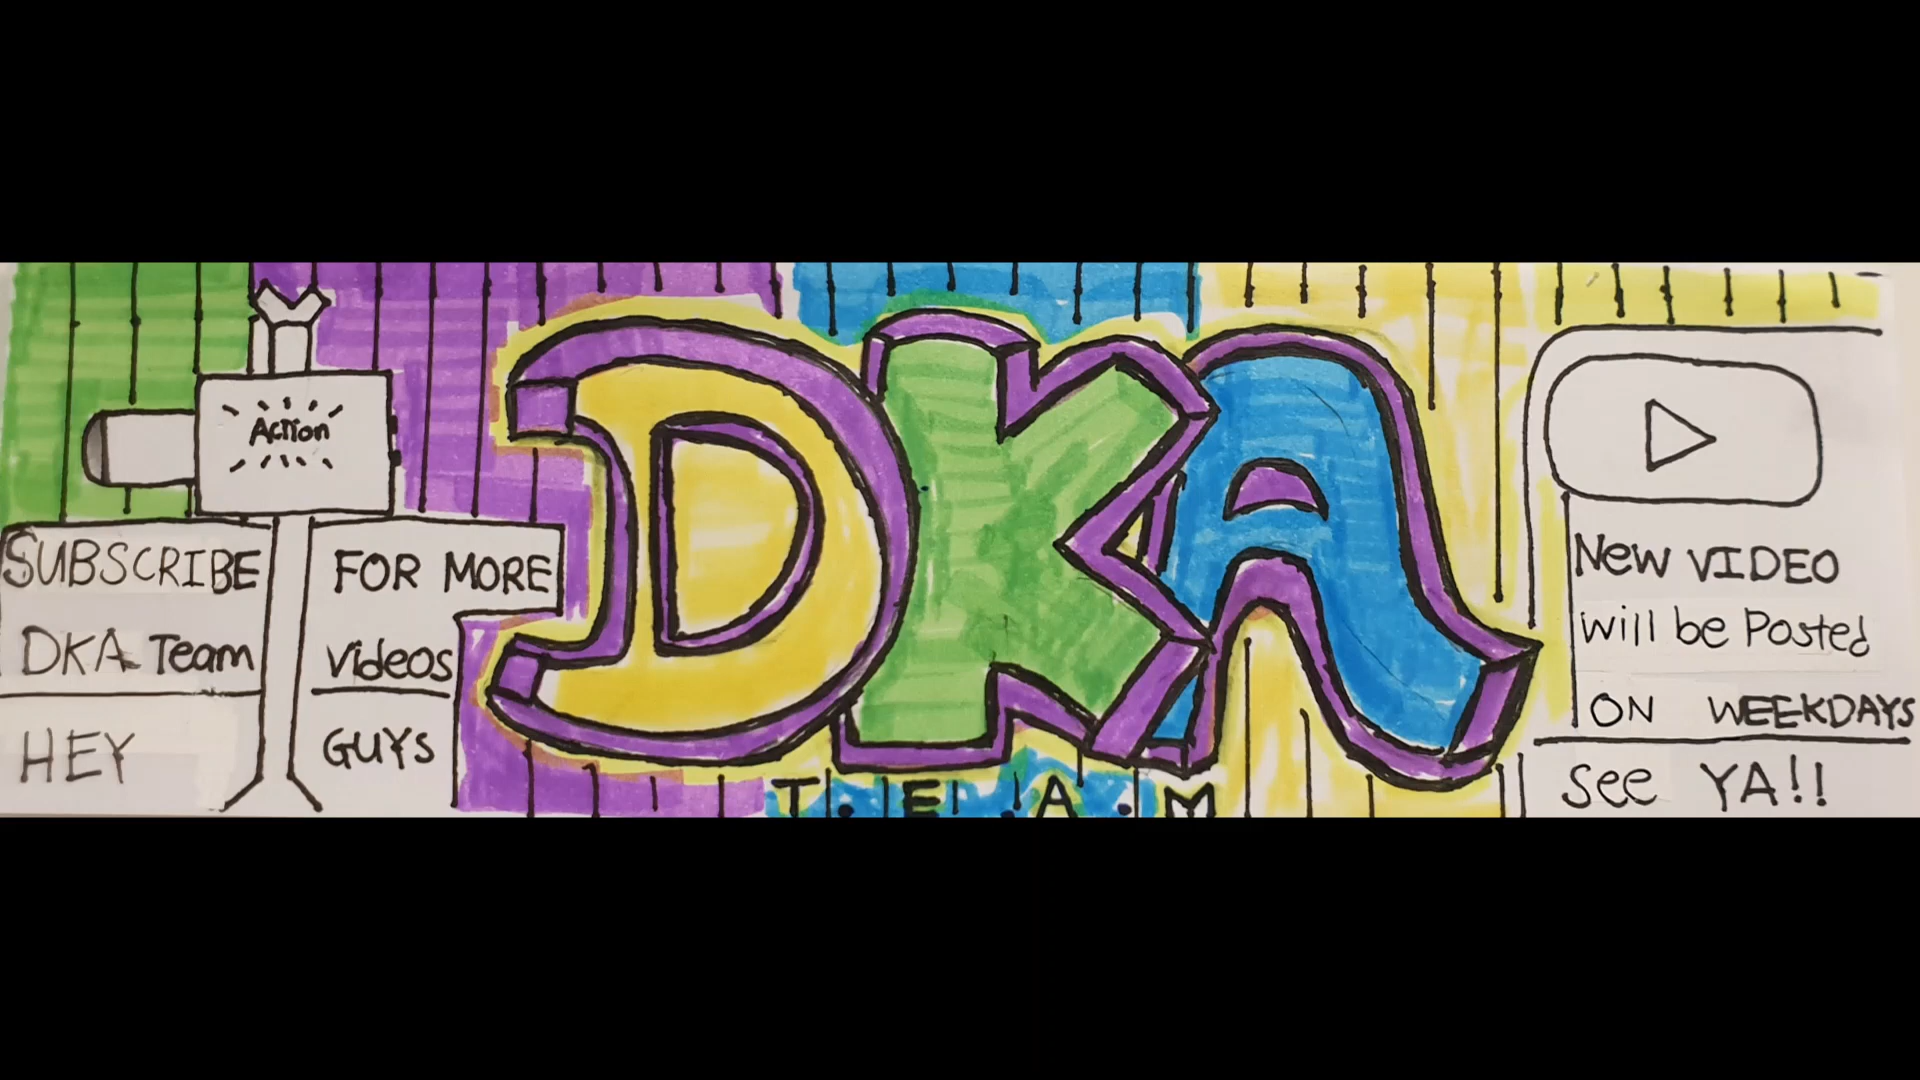 Action
SUBSCRIBE FOR MORE
DKA Team videos
HEY GUYS
DKA
T.E.A.M
NEW VIDEO
will be Posted
ON WEEKDAYS
see YA!!